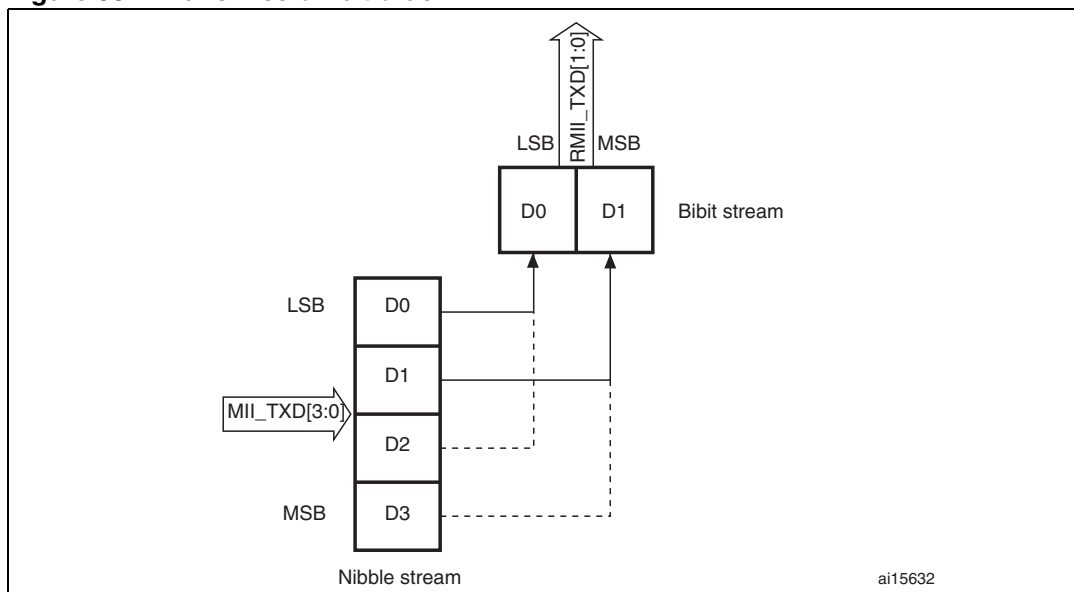 RMII_TXD[1:0]
LSB MSB
D0 D1 Bibit stream
LSB D0
D1
MII_TXD[3:0]
D2
MSB D3
Nibble stream
ai15632